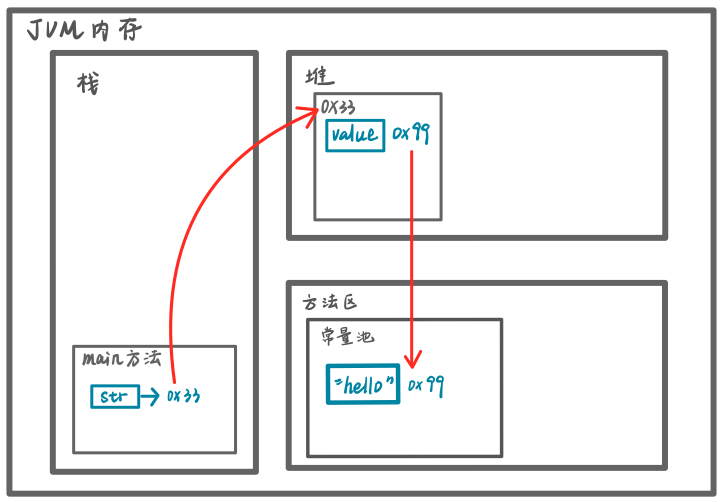 JVM内存
栈
main方法
str 0x33
堆
0x33
value 0x99
方法区
常量池
"hello" 0x99